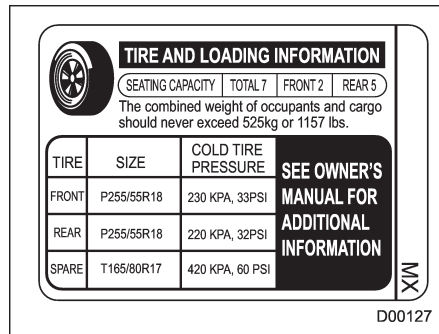 TIRE AND LOADING INFORMATION
SEATING CAPACITY TOTAL 7 FRONT 2 REAR 5
The combined weight of occupants and cargo
should never exceed 525kg or 1157 lbs.
TIRE SIZE COLD TIRE PRESSURE
FRONT P255/55R18 230 KPA, 33PSI
REAR P255/55R18 220 KPA, 32PSI
SPARE T165/80R17 420 KPA, 60 PSI
SEE OWNER'S
MANUAL FOR
ADDITIONAL
INFORMATION
MX
D00127